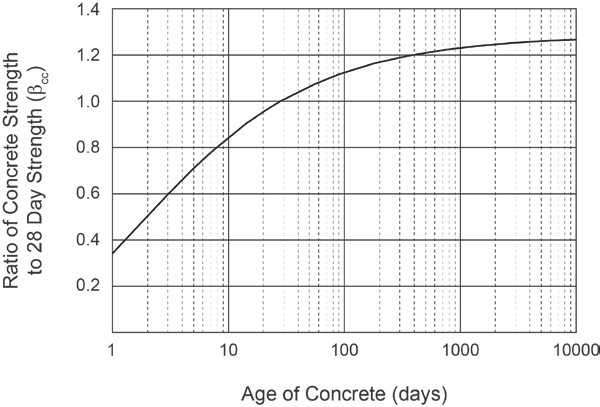 Ratio of Concrete Strength
to 28 Day Strength (βcc)
1.4
1.2
1.0
0.8
0.6
0.4
0.2
1 10 100 1000 10000
Age of Concrete (days)